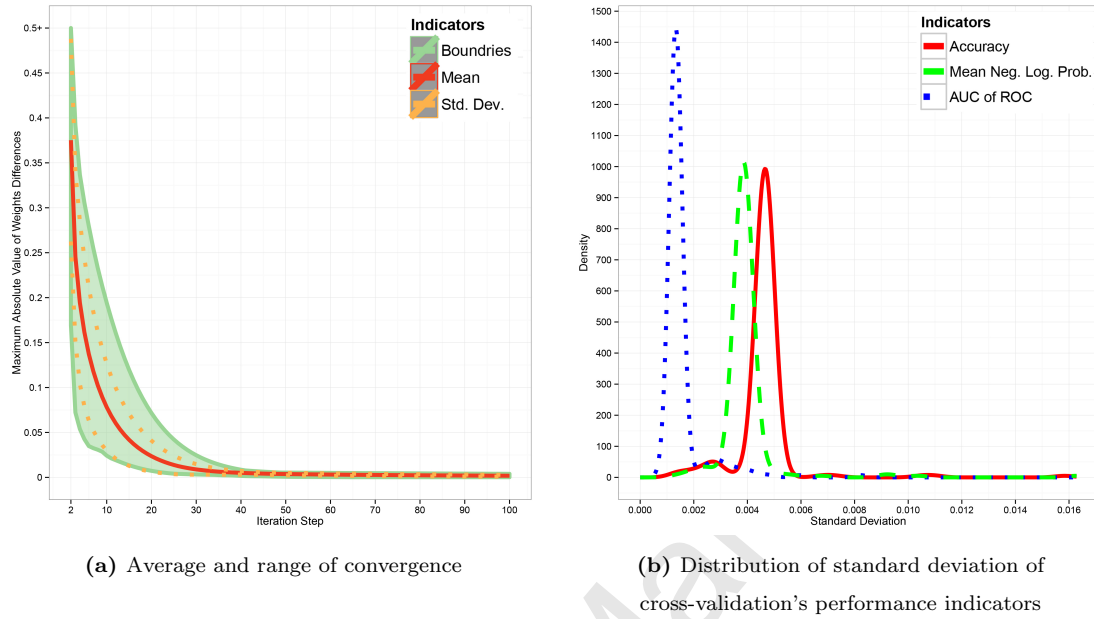 Indicators
Boundries
Mean
Std. Dev.
0.5+
0.45
0.4
0.35
0.3
0.25
0.2
0.15
0.1
0.05
0
Maximum Absolute Value of Weights Differences
2 10 20 30 40 50 60 70 80 90 100
Iteration Step
(a) Average and range of convergence
Indicators
Accuracy
Mean Neg. Log. Prob.
AUC of ROC
1500
1400
1300
1200
1100
1000
900
800
700
600
500
400
300
200
100
0
Density
0.000 0.002 0.004 0.006 0.008 0.010 0.012 0.014 0.016
Standard Deviation
(b) Distribution of standard deviation of
cross-validation's performance indicators